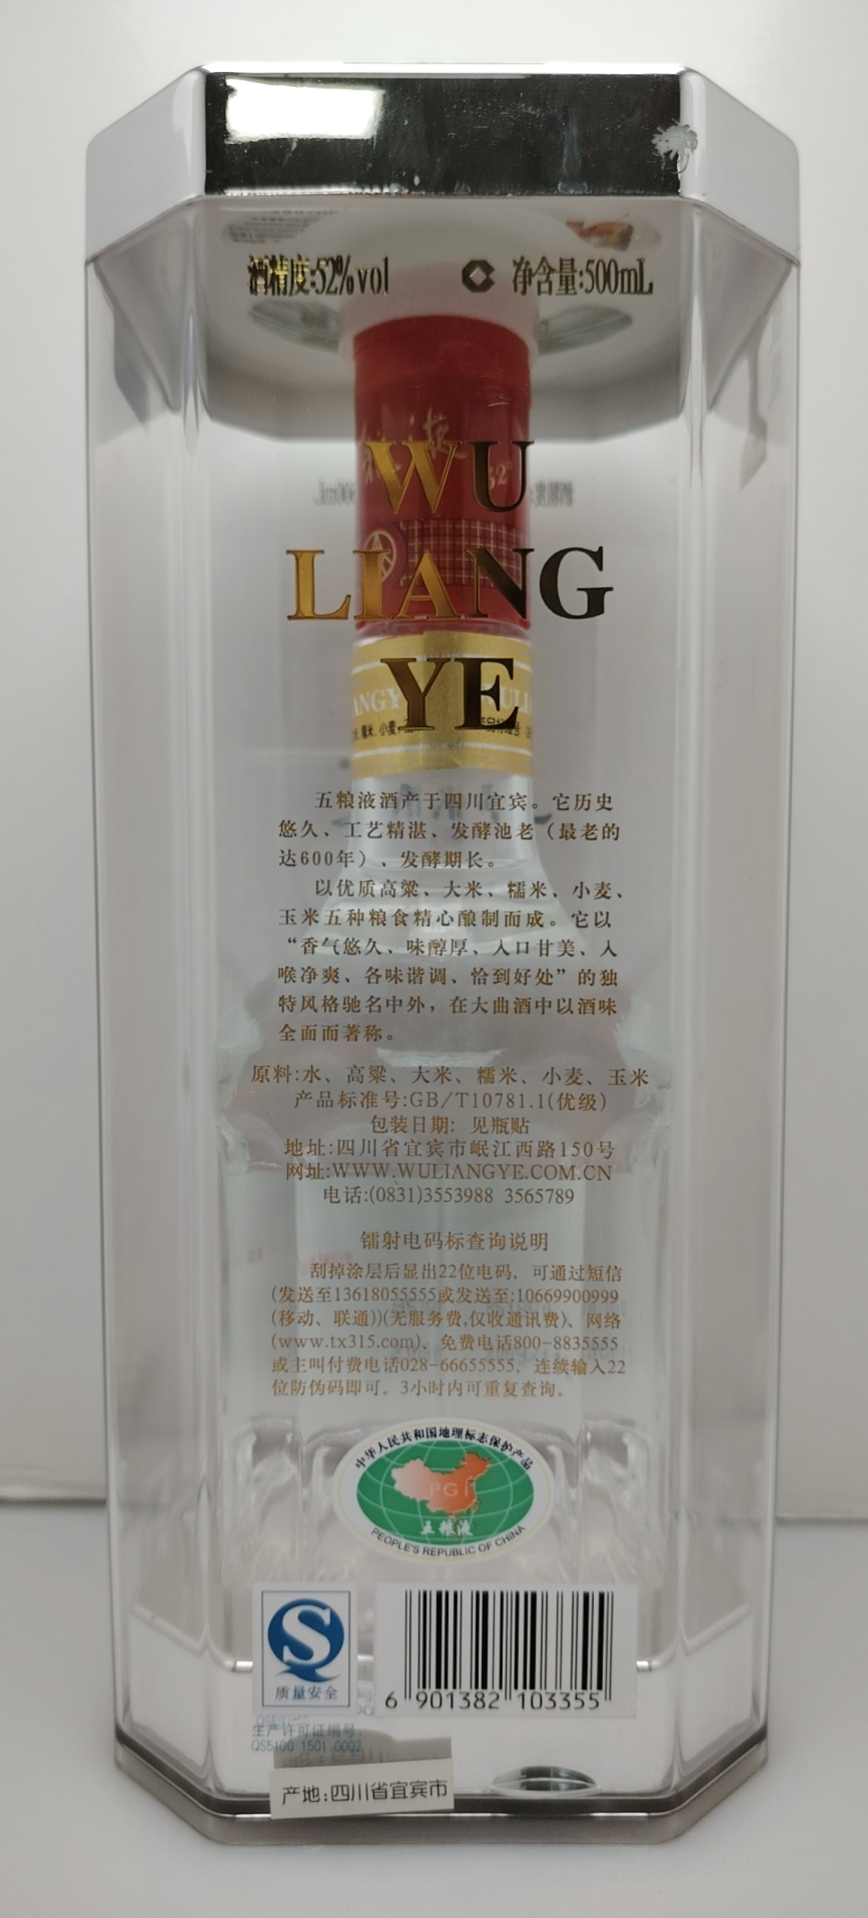 酒精度:52%vol 净含量:500mL
WU
52°
LIANG
YE
小麦
五粮液酒产于四川宜宾。它历史
悠久、工艺精湛、发酵池老（最老的
达600年）、发酵期长。
以优质高粱、大米、糯米、小麦、
玉米五种粮食精心酿制而成。它以
“香气悠久、味醇厚、入口甘美、入
喉净爽、各味谐调、恰到好处”的独
特风格驰名中外，在大曲酒中以酒味
全面而著称。
原料:水、高粱、大米、糯米、小麦、玉米
产品标准号:GB/T10781.1(优级)
包装日期: 见瓶贴
地址:四川省宜宾市岷江西路150号
网址:WWW.WULIANGYE.COM.CN
电话:(0831)3553988 3565789
镭射电码标查询说明
刮掉涂层后显出22位电码，可通过短信
(发送至13618055555或发送至:10669900999
(移动、联通))(无服务费,仅收通讯费)、网络
(www.tx315.com)、免费电话800-8835555
或主叫付费电话028-66655555，连续输入22
位防伪码即可。3小时内可重复查询。
中华人民共和国地理标志保护产品
PGI
五粮液
PEOPLE'S REPUBLIC OF CHINA
质量安全
6 901382 103355
生产许可证编号:
QS5100 1501 0002
产地:四川省宜宾市